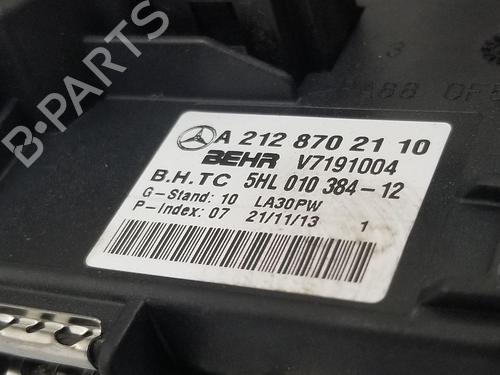 B-PARTS
A 212 870 21 10
BEHR V7191004
B.H.TC 5HL 010 384-12
G-Stand: 10 LA30PW
P-Index: 07 21/11/13 1